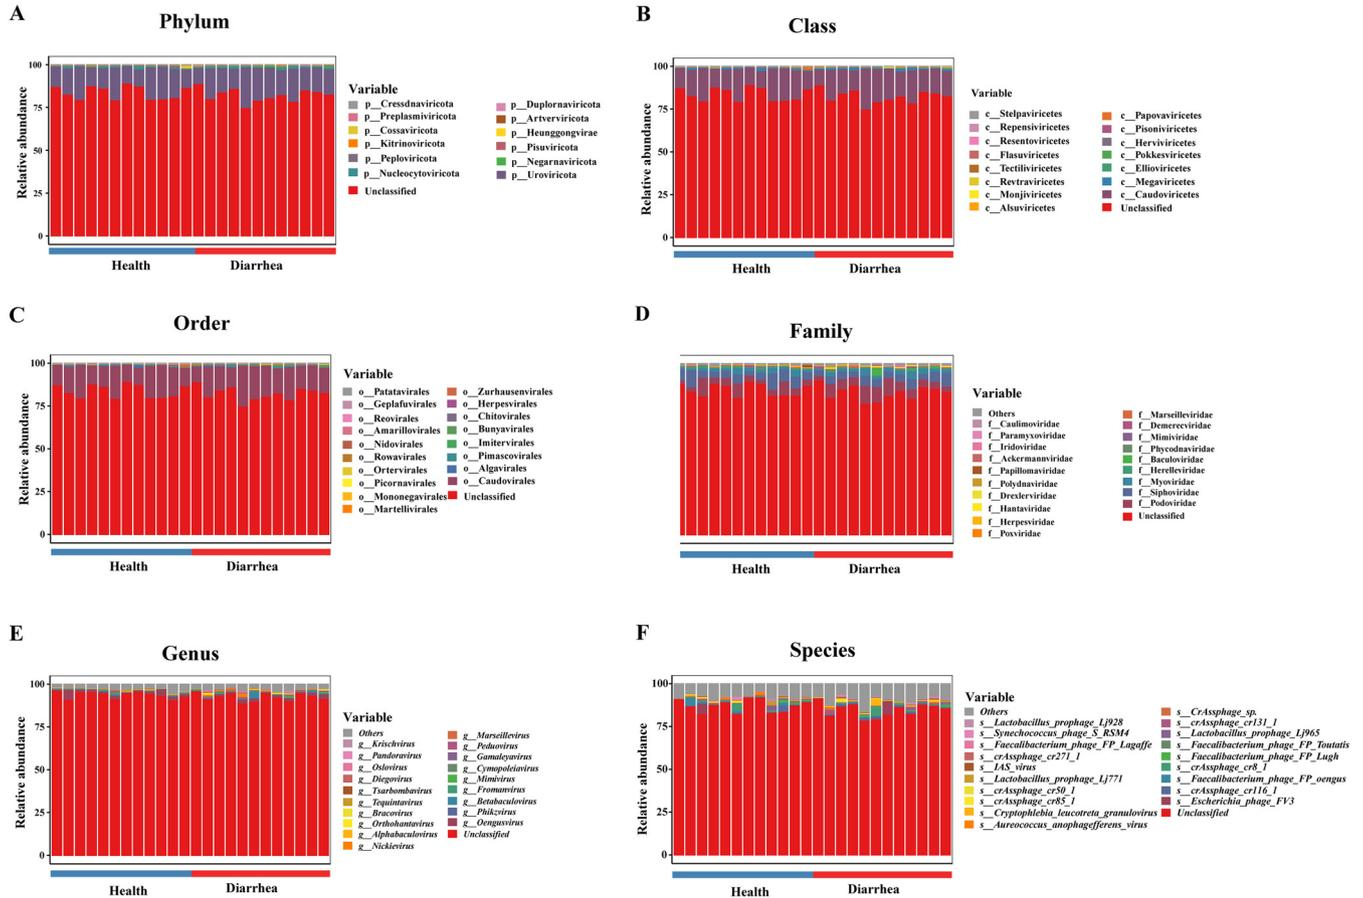 A
Phylum
Relative abundance
100
75
50
25
0
Health
Diarrhea
Variable
p__Cressdnaviricota
p__Preplasmiviricota
p__Cossaviricota
p__Kitrinoviricota
p__Peploviricota
p__Nucleocytoviricota
Unclassified
p__Duplornaviricota
p__Artverviricota
p__Heunggongvirae
p__Pisuviricota
p__Negarnaviricota
p__Uroviricota
B
Class
Relative abundance
100
75
50
25
0
Health
Diarrhea
Variable
c__Stelpaviricetes
c__Repensiviricetes
c__Resentoviricetes
c__Flasuviricetes
c__Tectiliviricetes
c__Revtraviricetes
c__Monjiviricetes
c__Alsuviricetes
c__Papovaviricetes
c__Pisoniviricetes
c__Herviviricetes
c__Pokkesviricetes
c__Ellioviricetes
c__Megaviricetes
c__Caudoviricetes
Unclassified
C
Order
Relative abundance
100
75
50
25
0
Health
Diarrhea
Variable
o__Patatavirales
o__Geplafuvirales
o__Reovirales
o__Amarillovirales
o__Nidovirales
o__Rowavirales
o__Ortervirales
o__Picornavirales
o__Mononegavirales
o__Martellivirales
o__Zurhausenvirales
o__Herpesvirales
o__Chitovirales
o__Bunyavirales
o__Imitervirales
o__Pimascovirales
o__Algavirales
o__Caudovirales
Unclassified
D
Family
Health
Diarrhea
Variable
Others
f__Caulimoviridae
f__Paramyxoviridae
f__Iridoviridae
f__Ackermannviridae
f__Papillomaviridae
f__Polydnaviridae
f__Drexlerviridae
f__Hantaviridae
f__Herpesviridae
f__Poxviridae
f__Marseilleviridae
f__Demerecviridae
f__Mimiviridae
f__Phycodnaviridae
f__Baculoviridae
f__Herelleviridae
f__Myoviridae
f__Siphoviridae
f__Podoviridae
Unclassified
E
Genus
Relative abundance
100
75
50
25
0
Health
Diarrhea
Variable
Others
g__Krischvirus
g__Pandoravirus
g__Oslovirus
g__Diegovirus
g__Tsarbombavirus
g__Tequintavirus
g__Bracovirus
g__Orthohantavirus
g__Alphabaculovirus
g__Nickievirus
g__Marseillevirus
g__Peduovirus
g__Gamaleyavirus
g__Cymopoleiavirus
g__Mimivirus
g__Fromanvirus
g__Betabaculovirus
g__Phikzvirus
g__Oengusvirus
Unclassified
F
Species
Relative abundance
100
75
50
25
0
Health
Diarrhea
Variable
Others
s__Lactobacillus_prophage_Lj928
s__Synechococcus_phage_S_RSM4
s__Faecalibacterium_phage_FP_Lagaffe
s__crAssphage_cr271_1
s__IAS_virus
s__Lactobacillus_prophage_Lj771
s__crAssphage_cr50_1
s__crAssphage_cr85_1
s__Cryptophlebia_leucotreta_granulovirus
s__Aureococcus_anophagefferens_virus
s__CrAssphage_sp.
s__crAssphage_cr131_1
s__Lactobacillus_prophage_Lj965
s__Faecalibacterium_phage_FP_Toutatis
s__Faecalibacterium_phage_FP_Lugh
s__crAssphage_cr8_1
s__Faecalibacterium_phage_FP_oengus
s__crAssphage_cr116_1
s__Escherichia_phage_FV3
Unclassified